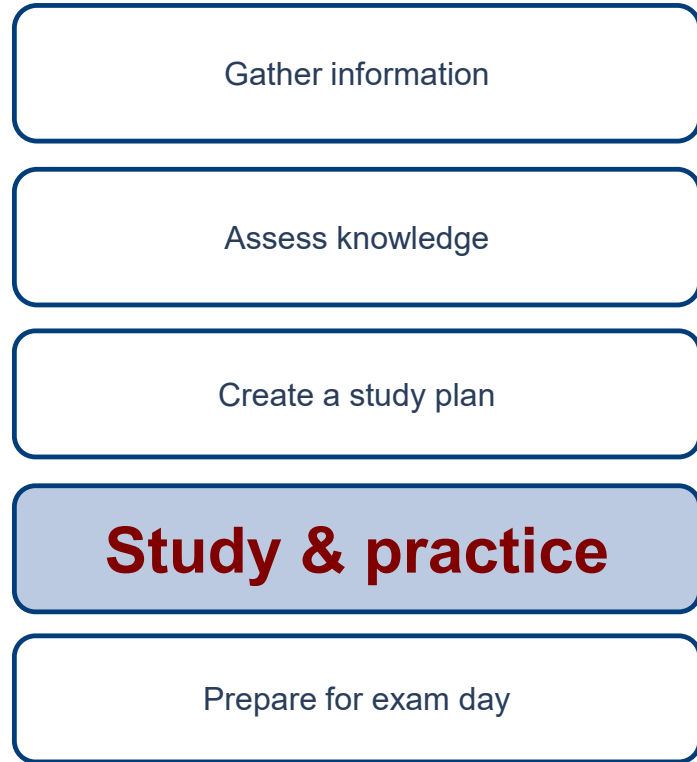 Gather information
Assess knowledge
Create a study plan
Study & practice
Prepare for exam day